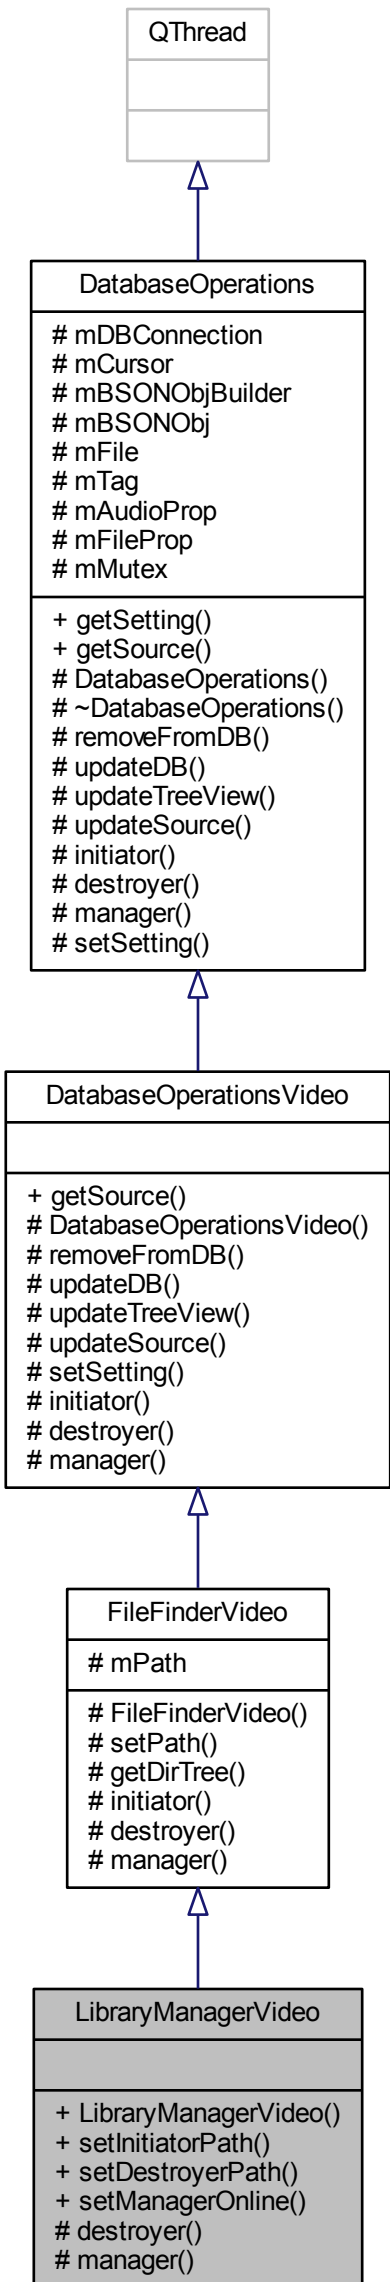 QThread
DatabaseOperations
# mDBConnection
# mCursor
# mBSONObjBuilder
# mBSONObj
# mFile
# mTag
# mAudioProp
# mFileProp
# mMutex
+ getSetting()
+ getSource()
# DatabaseOperations()
# ~DatabaseOperations()
# removeFromDB()
# updateDB()
# updateTreeView()
# updateSource()
# initiator()
# destroyer()
# manager()
# setSetting()
DatabaseOperationsVideo
+ getSource()
# DatabaseOperationsVideo()
# removeFromDB()
# updateDB()
# updateTreeView()
# updateSource()
# setSetting()
# initiator()
# destroyer()
# manager()
FileFinderVideo
# mPath
# FileFinderVideo()
# setPath()
# getDirTree()
# initiator()
# destroyer()
# manager()
LibraryManagerVideo
+ LibraryManagerVideo()
+ setInitiatorPath()
+ setDestroyerPath()
+ setManagerOnline()
# destroyer()
# manager()